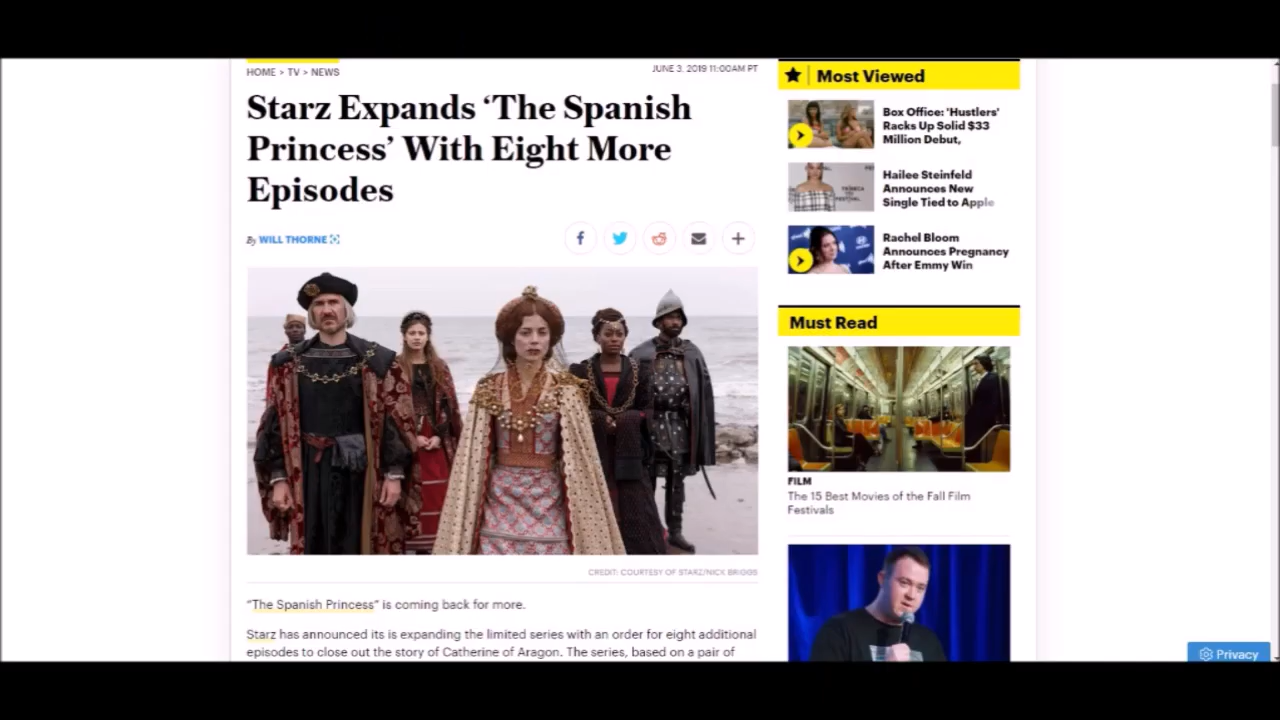 HOME > TV > NEWS
JUNE 3, 2019 11:00AM PT
Starz Expands ‘The Spanish
Princess’ With Eight More
Episodes
By WILL THORNE
CREDIT: COURTESY OF STARZ/NICK BRIGGS
“The Spanish Princess” is coming back for more.
Starz has announced its is expanding the limited series with an order for eight additional
episodes to close out the story of Catherine of Aragon. The series, based on a pair of
Most Viewed
Box Office: 'Hustlers'
Racks Up Solid $33
Million Debut,
Hailee Steinfeld
Announces New
Single Tied to Apple
Rachel Bloom
Announces Pregnancy
After Emmy Win
Must Read
FILM
The 15 Best Movies of the Fall Film
Festivals
Privacy